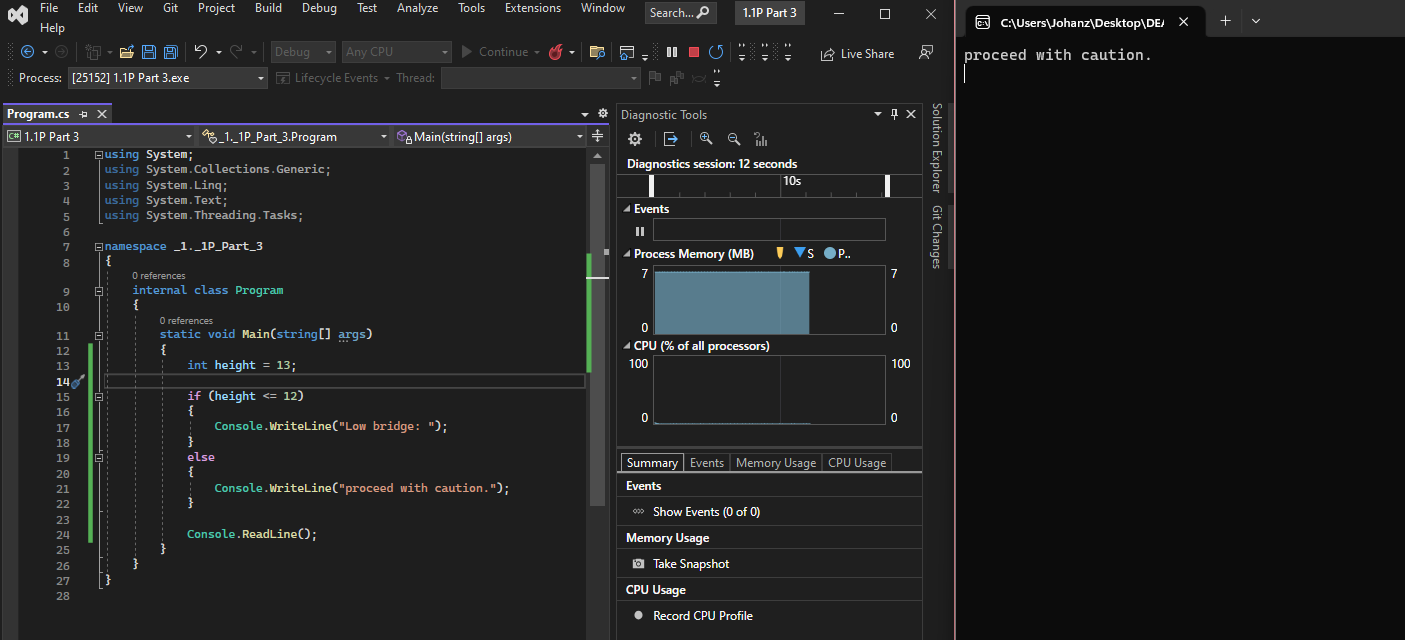 File Edit View Git Project Build Debug Test Analyze Tools Extensions Window Search... 1.1P Part 3
Help
Debug Any CPU Continue Live Share
Process: [25152] 1.1P Part 3.exe Lifecycle Events Thread:
Program.cs
C# 1.1P Part 3 _1._1P_Part_3.Program Main(string[] args)
1 using System;
2 using System.Collections.Generic;
3 using System.Linq;
4 using System.Text;
5 using System.Threading.Tasks;
6
7 namespace _1._1P_Part_3
8 {
0 references
9 internal class Program
10 {
0 references
11 static void Main(string[] args)
12 {
13 int height = 13;
14
15 if (height <= 12)
16 {
17 Console.WriteLine("Low bridge: ");
18 }
19 else
20 {
21 Console.WriteLine("proceed with caution.");
22 }
23
24 Console.ReadLine();
25 }
26 }
27 }
28
Diagnostic Tools
Diagnostics session: 12 seconds
10s
Events
Process Memory (MB) S P..
7 7
0 0
CPU (% of all processors)
100 100
0 0
Summary Events Memory Usage CPU Usage
Events
Show Events (0 of 0)
Memory Usage
Take Snapshot
CPU Usage
Record CPU Profile
Solution Explorer
Git Changes
C:\Users\Johanz\Desktop\DEA
proceed with caution.